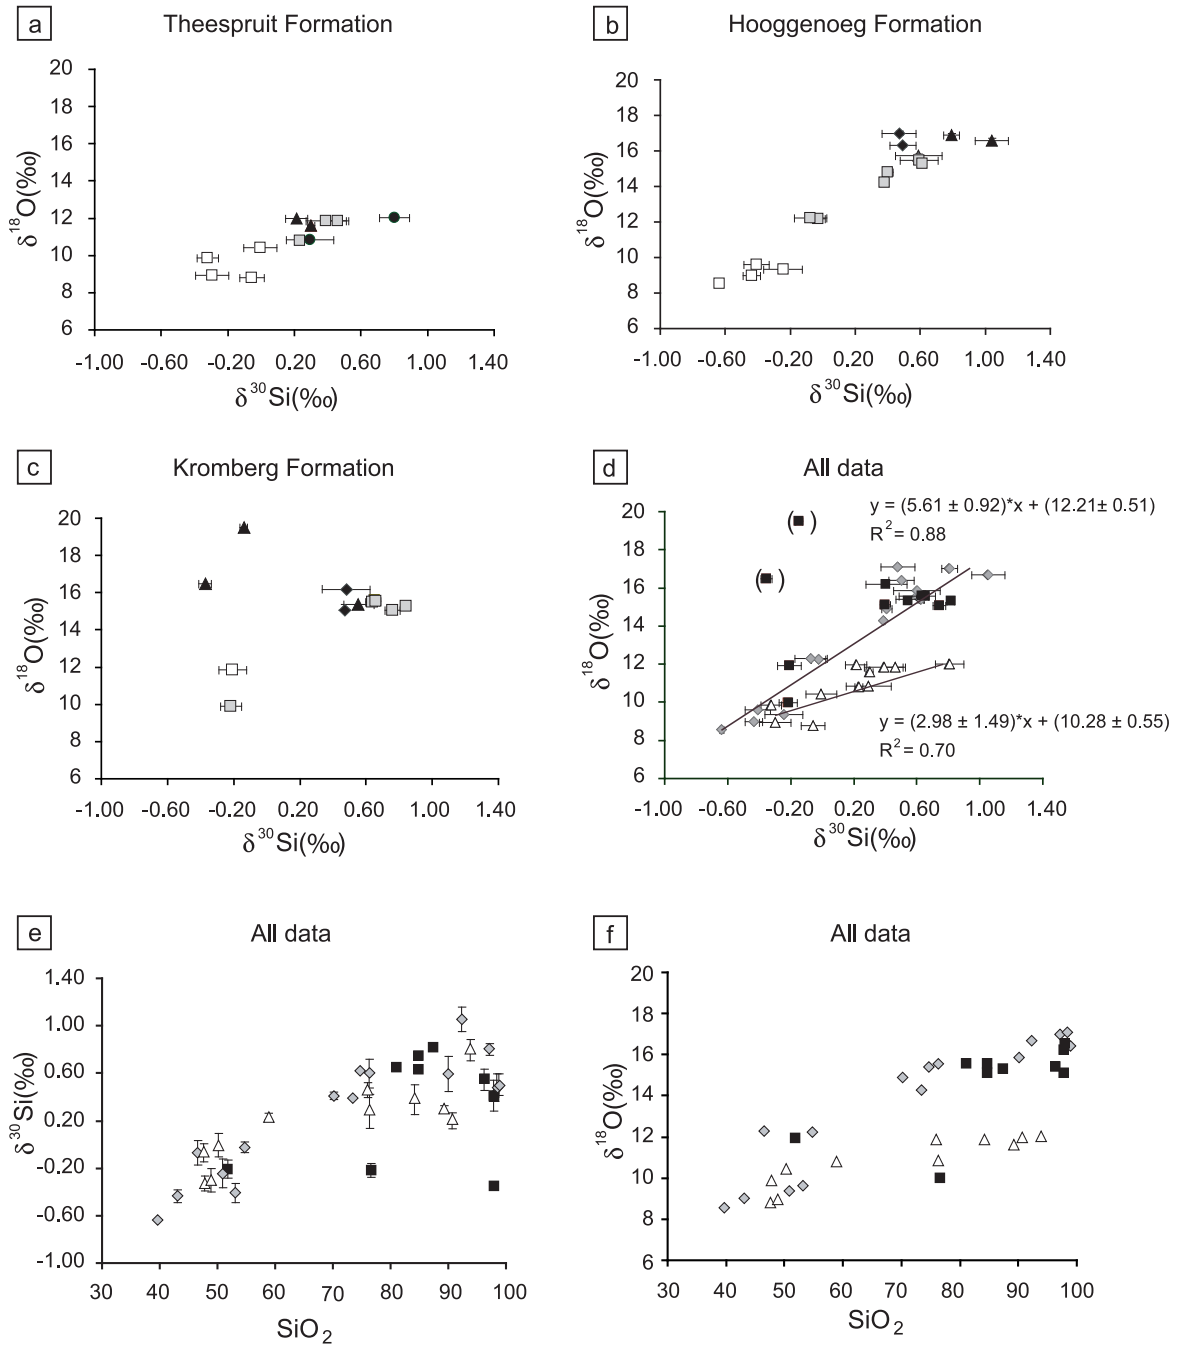 a
Theespruit Formation
20
18
16
14
12
10
8
6
δ18O(‰)
-1.00 -0.60 -0.20 0.20 0.60 1.00 1.40
δ30Si(‰)
b
Hooggenoeg Formation
20
18
16
14
12
10
8
6
δ18O(‰)
-1.00 -0.60 -0.20 0.20 0.60 1.00 1.40
δ30Si(‰)
c
Kromberg Formation
20
18
16
14
12
10
8
6
δ18O(‰)
-1.00 -0.60 -0.20 0.20 0.60 1.00 1.40
δ30Si(‰)
d
All data
y = (5.61 ± 0.92)*x + (12.21± 0.51)
R2 = 0.88
( )
( )
20
18
16
14
12
10
8
6
δ18O(‰)
y = (2.98 ± 1.49)*x + (10.28 ± 0.55)
R2 = 0.70
-1.00 -0.60 -0.20 0.20 0.60 1.00 1.40
δ30Si(‰)
e
All data
1.40
1.00
0.60
0.20
-0.20
-0.60
-1.00
δ30Si(‰)
30 40 50 60 70 80 90 100
SiO2
f
All data
20
18
16
14
12
10
8
6
δ18O(‰)
30 40 50 60 70 80 90 100
SiO2